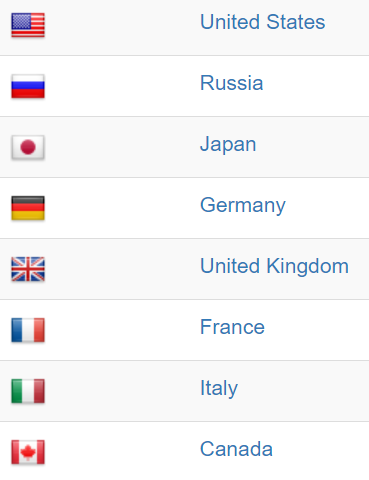 United States
Russia
Japan
Germany
United Kingdom
France
Italy
Canada